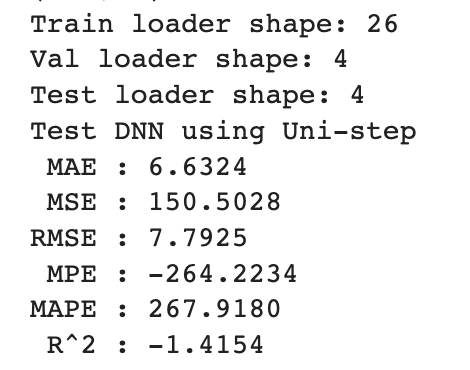 Train loader shape: 26
Val loader shape: 4
Test loader shape: 4
Test DNN using Uni-step
MAE : 6.6324
MSE : 150.5028
RMSE : 7.7925
MPE : -264.2234
MAPE : 267.9180
R^2 : -1.4154